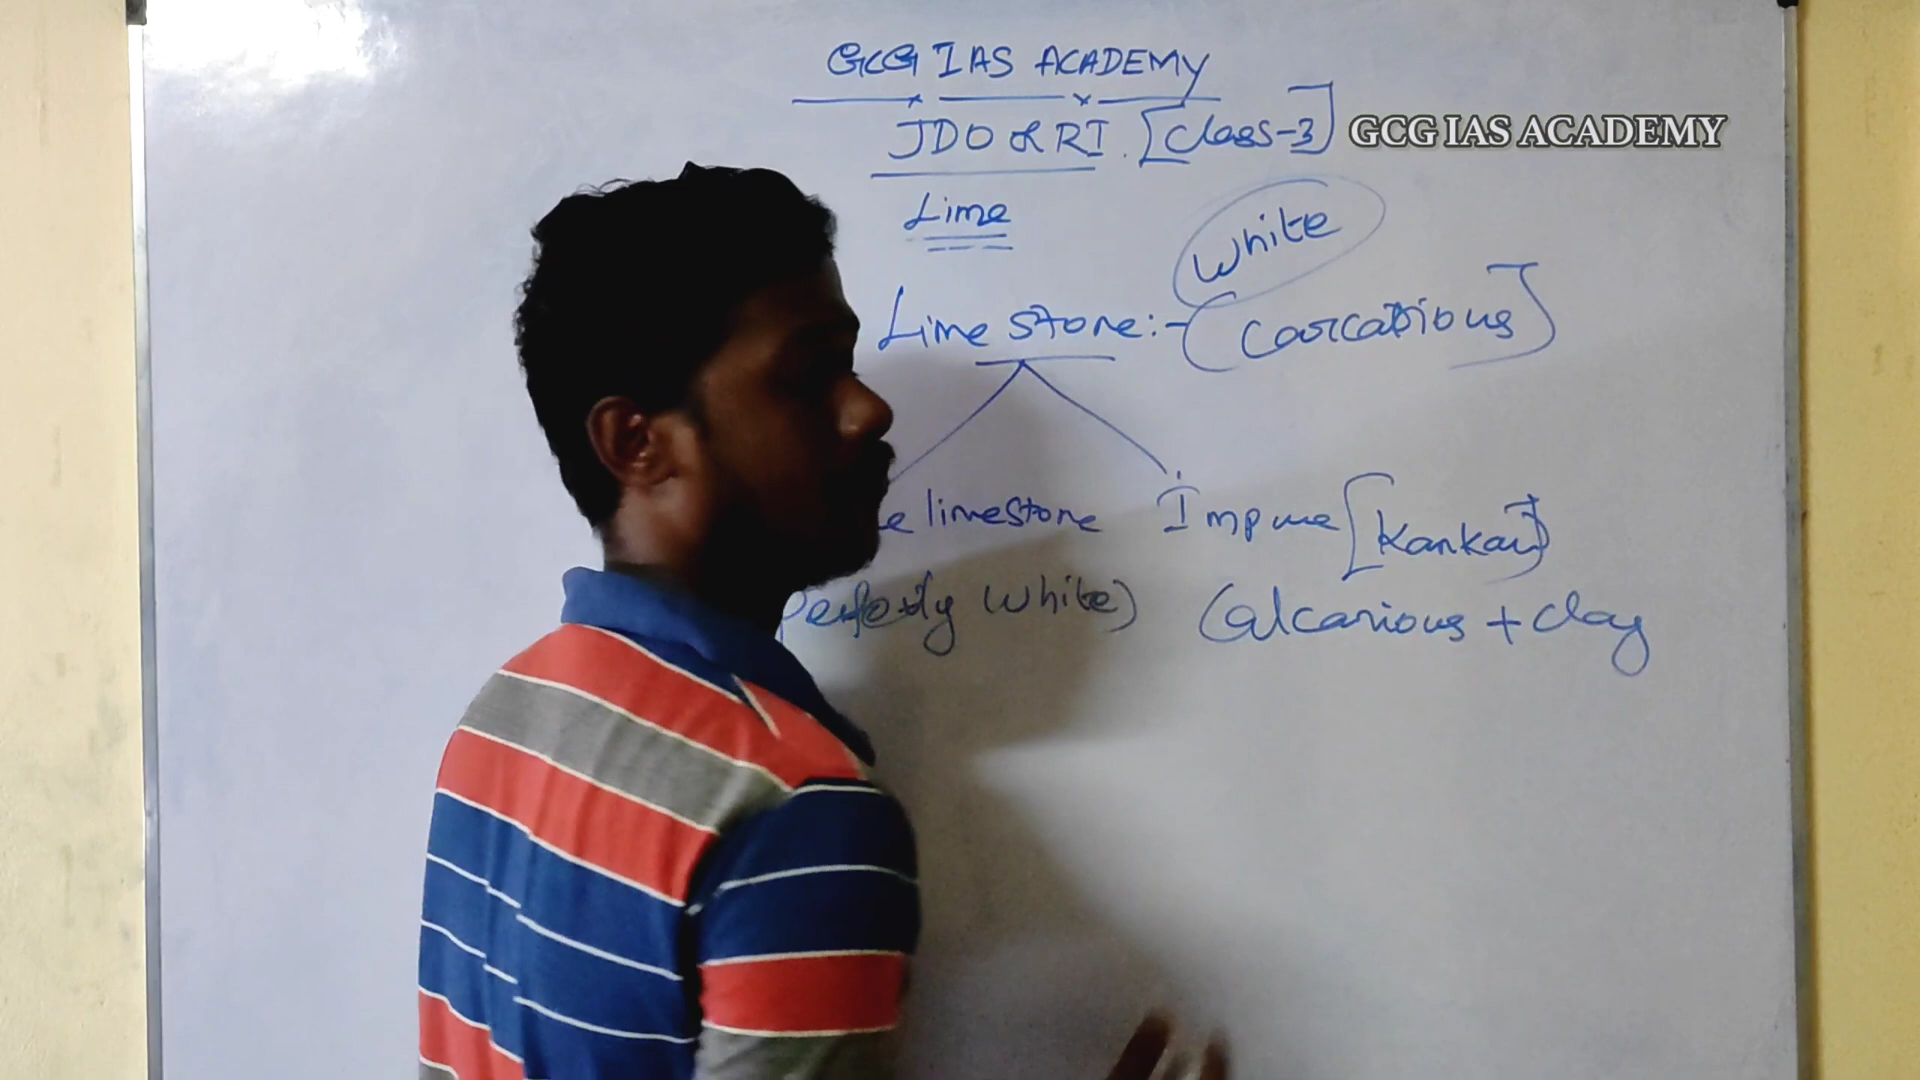 GCG IAS ACADEMY
JDO & RI. [Class-3]
GCG IAS ACADEMY
Lime
White
Lime stone:- (Carcarious]
e limestone
Impure [Kankar]
Perfectly White)
(alcarious + clay